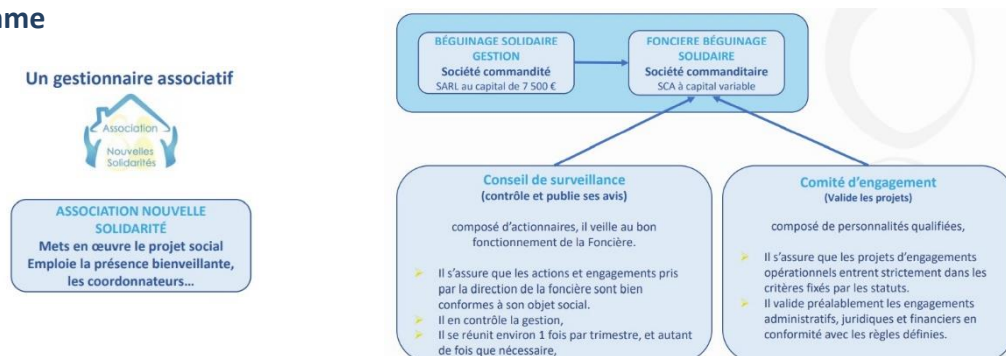 Un gestionnaire associatif
Association
Nouvelles
Solidarités
ASSOCIATION NOUVELLE
SOLIDARITÉ
Mets en œuvre le projet social
Emploie la présence bienveillante,
les coordonnateurs…
BÉGUINAGE SOLIDAIRE
GESTION
Société commandité
SARL au capital de 7 500 €
FONCIERE BÉGUINAGE
SOLIDAIRE
Société commanditaire
SCA à capital variable
Conseil de surveillance
(contrôle et publie ses avis)
composé d'actionnaires, il veille au bon
fonctionnement de la Foncière.
Il s'assure que les actions et engagements pris
par la direction de la foncière sont bien
conformes à son objet social.
Il en contrôle la gestion,
Il se réunit environ 1 fois par trimestre, et autant
de fois que nécessaire,
Comité d'engagement
(Valide les projets)
composé de personnalités qualifiées,
Il s'assure que les projets d'engagements
opérationnels entrent strictement dans les
critères fixés par les statuts.
Il valide préalablement les engagements
administratifs, juridiques et financiers en
conformité avec les règles définies.